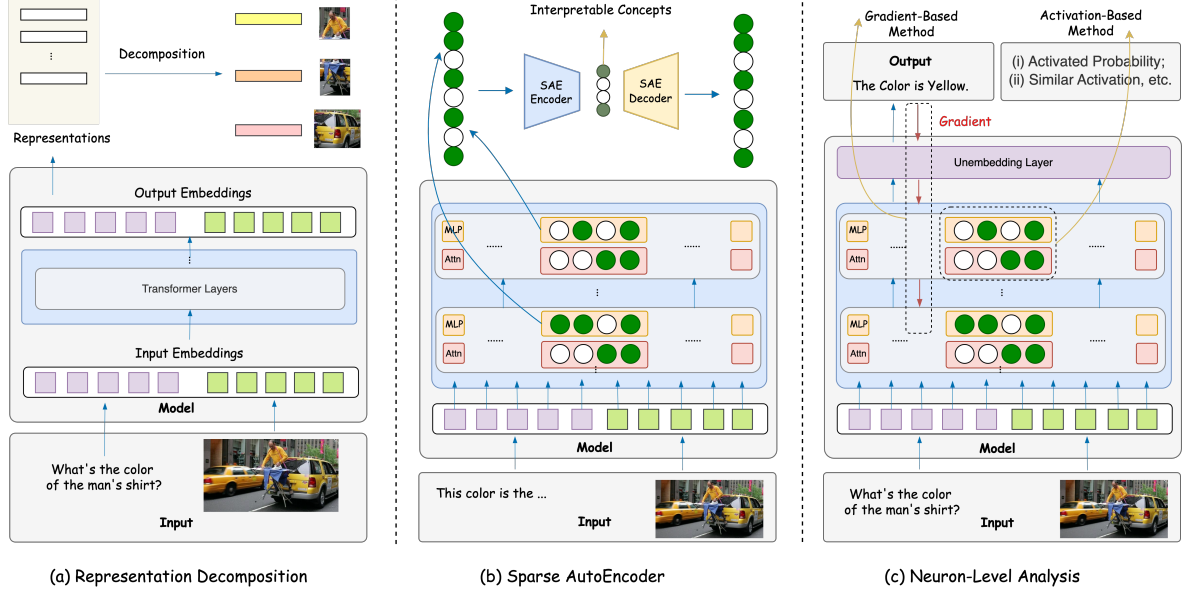 Decomposition
⋮
Representations
Output Embeddings
⋮
Transformer Layers
Input Embeddings
Model
What's the color
of the man's shirt?
Input
(a) Representation Decomposition
Interpretable Concepts
SAE
Encoder
SAE
Decoder
MLP
......
......
Attn
⋮
MLP
......
......
Attn
⋮
Model
This color is the ...
Input
(b) Sparse AutoEncoder
Gradient-Based
Method
Activation-Based
Method
Output
The Color is Yellow.
(i) Activated Probability;
(ii) Similar Activation, etc.
Gradient
Unembedding Layer
MLP
......
......
Attn
⋮
MLP
......
......
Attn
⋮
Model
What's the color
of the man's shirt?
Input
(c) Neuron-Level Analysis